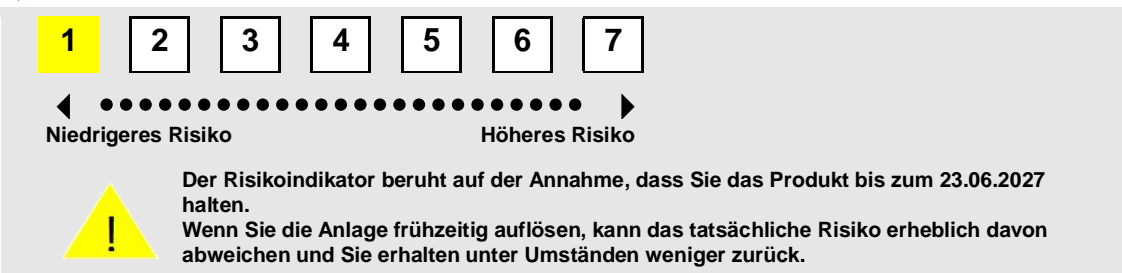 1 2 3 4 5 6 7
Niedrigeres Risiko Höheres Risiko
Der Risikoindikator beruht auf der Annahme, dass Sie das Produkt bis zum 23.06.2027
halten.
Wenn Sie die Anlage frühzeitig auflösen, kann das tatsächliche Risiko erheblich davon
abweichen und Sie erhalten unter Umständen weniger zurück.
!